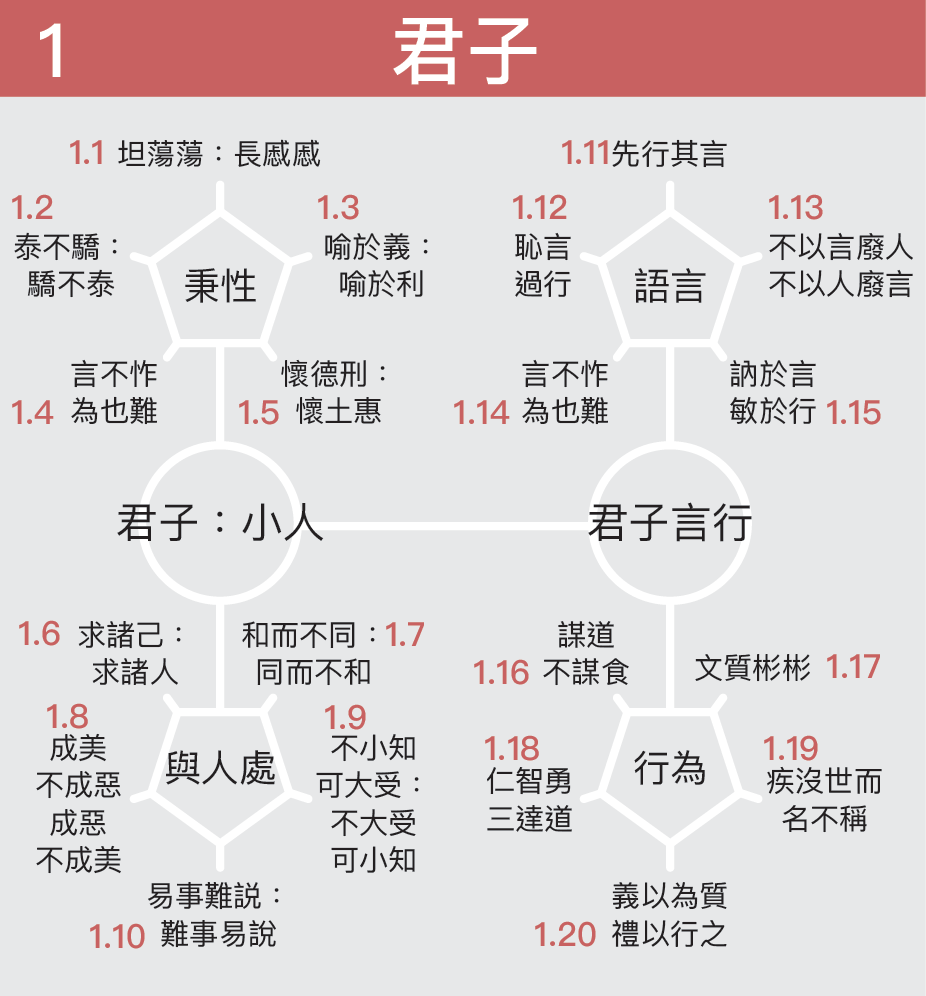 1 君子
1.1 坦蕩蕩：長戚戚
1.2
泰不驕：
驕不泰
1.3
喻於義：
喻於利
秉性
言不怍
1.4 為也難
懷德刑：
1.5 懷土惠
1.11先行其言
1.12
恥言
過行
1.13
不以言廢人
不以人廢言
語言
言不怍
1.14 為也難
訥於言
敏於行 1.15
君子：小人
君子言行
1.6 求諸己：
求諸人
和而不同：1.7
同而不和
1.8
成美
不成惡
成惡
不成美
1.9
不小知
可大受：
不大受
可小知
與人處
易事難説：
1.10 難事易說
謀道
1.16 不謀食
文質彬彬 1.17
1.18
仁智勇
三達道
1.19
疾沒世而
名不稱
行為
義以為質
1.20 禮以行之